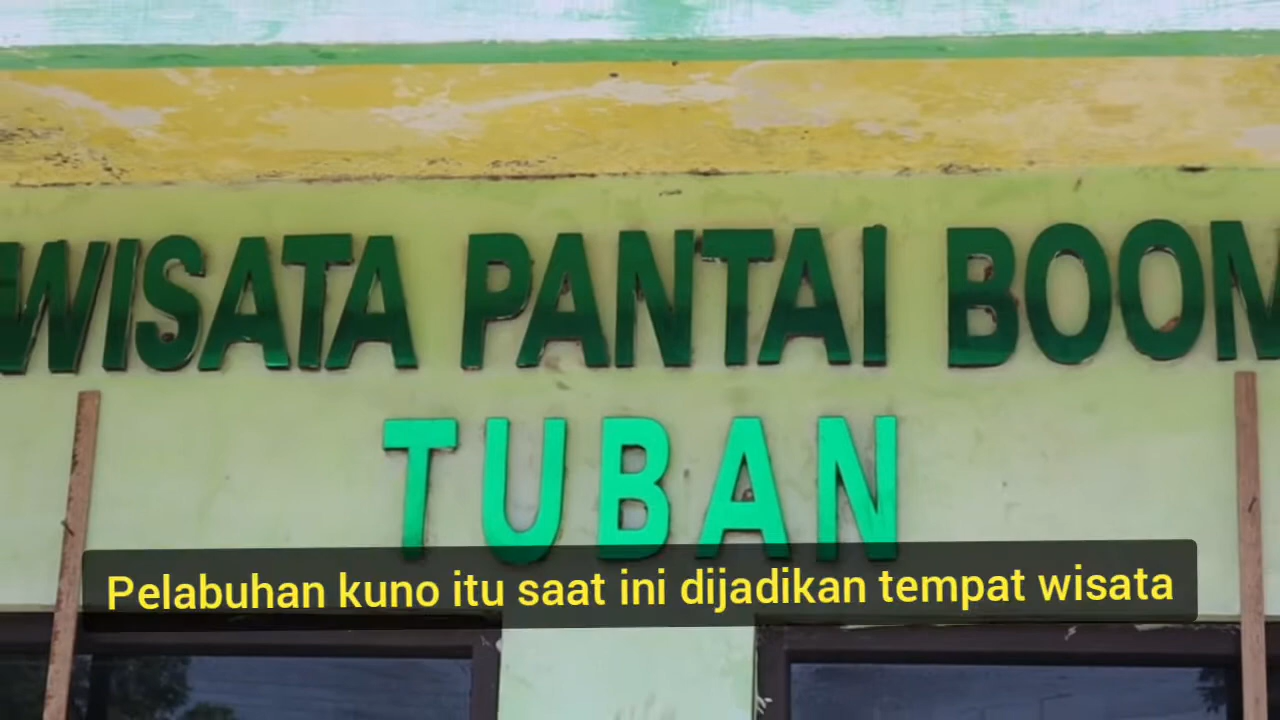 WISATA PANTAI BOOM
TUBAN
Pelabuhan kuno itu saat ini dijadikan tempat wisata